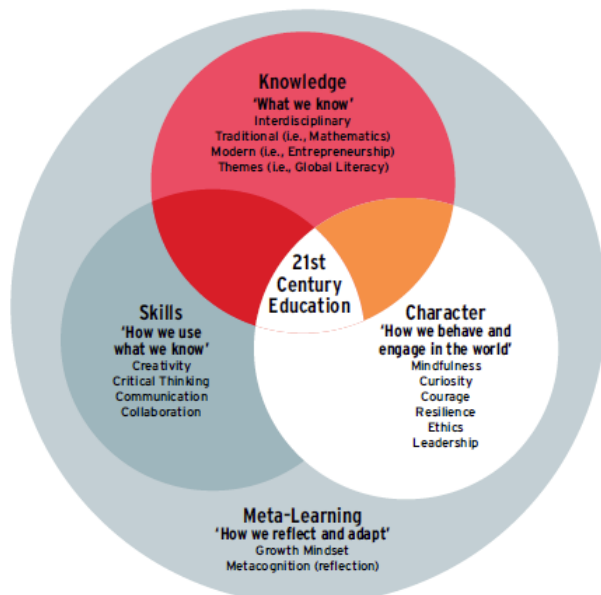 Knowledge
'What we know'
Interdisciplinary
Traditional (i.e., Mathematics)
Modern (i.e., Entrepreneurship)
Themes (i.e., Global Literacy)
21st
Century
Education
Skills
'How we use
what we know'
Creativity
Critical Thinking
Communication
Collaboration
Character
'How we behave and
engage in the world'
Mindfulness
Curiosity
Courage
Resilience
Ethics
Leadership
Meta-Learning
'How we reflect and adapt'
Growth Mindset
Metacognition (reflection)